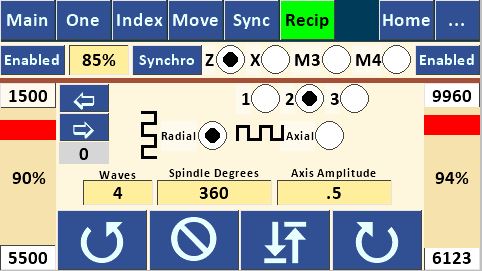 Main One Index Move Sync Recip Home ...
Enabled 85% Synchro Z X M3 M4 Enabled
1500 1 2 3 9960
Radial Axial
0
90% Waves Spindle Degrees Axis Amplitude 94%
4 360 .5
5500 6123